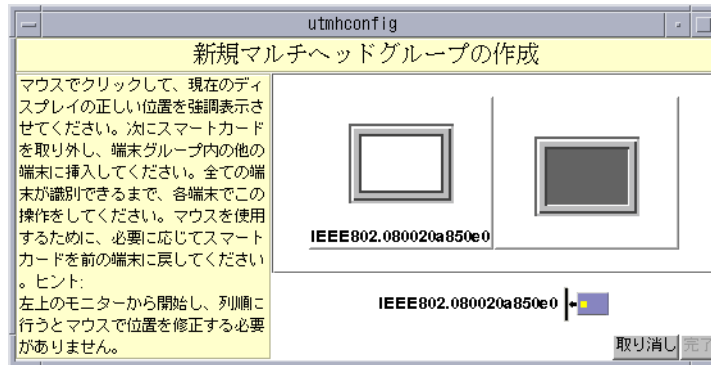 utmhconfig
新規マルチヘッドグループの作成
マウスでクリックして、現在のディ
スプレイの正しい位置を強調表示さ
せてください。次にスマートカード
を取り外し、端末グループ内の他の
端末に挿入してください。全ての端
末が識別できるまで、各端末でこの
操作をしてください。マウスを使用
するために、必要に応じてスマート
カードを前の端末に戻してください
。ヒント:
左上のモニターから開始し、列順に
行うとマウスで位置を修正する必要
がありません。
IEEE802.080020a850e0
IEEE802.080020a850e0
取り消し 完了